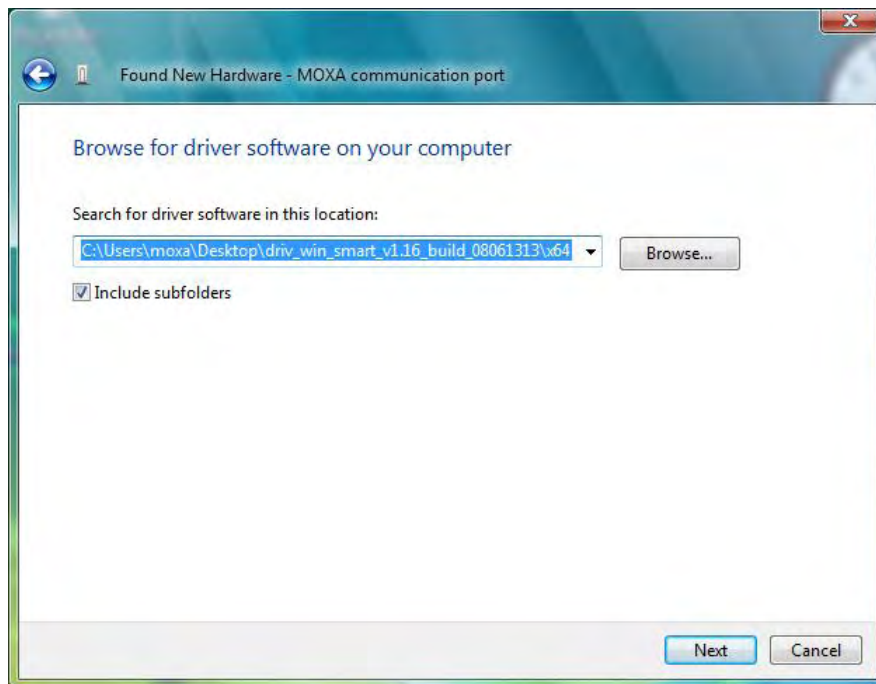 Found New Hardware - MOXA communication port
Browse for driver software on your computer
Search for driver software in this location:
C:\Users\moxa\Desktop\driv_win_smart_v1.16_build_08061313\x64
Browse...
Include subfolders
Next
Cancel